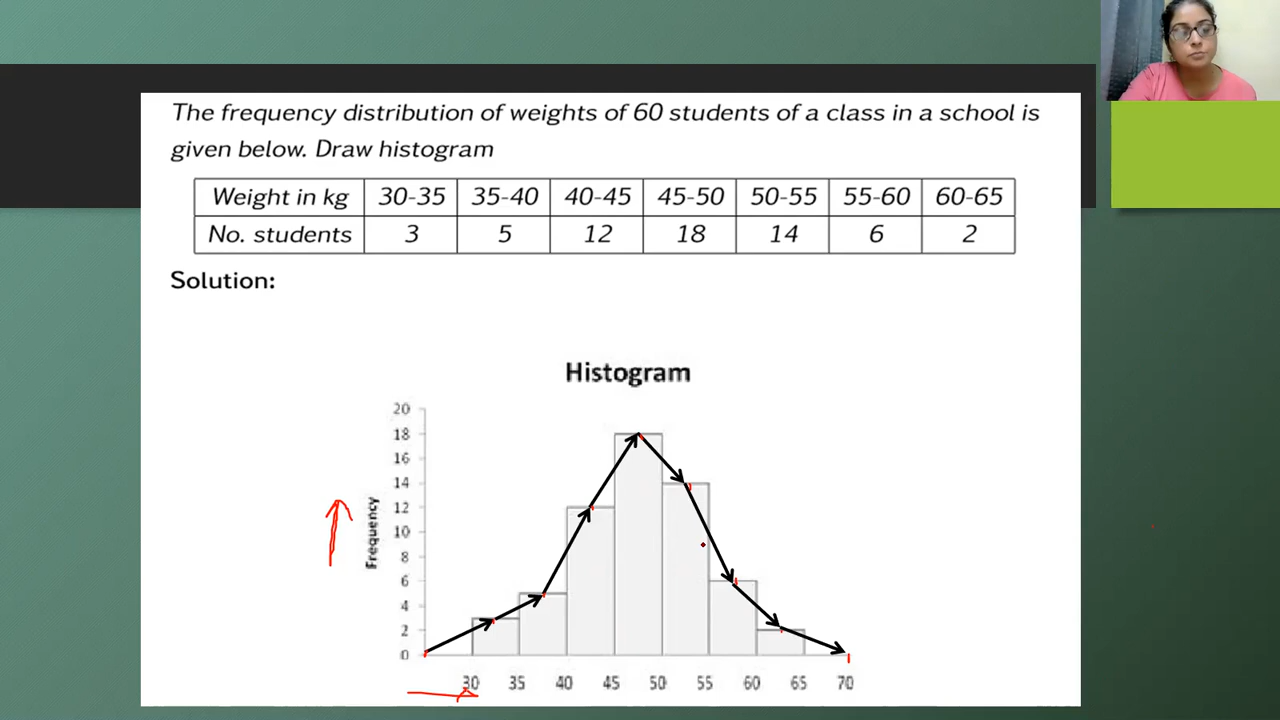 The frequency distribution of weights of 60 students of a class in a school is
given below. Draw histogram
Weight in kg 30-35 35-40 40-45 45-50 50-55 55-60 60-65
No. students 3 5 12 18 14 6 2
Solution:
Histogram
20
18
16
14
12
10
8
6
4
2
0
Frequency
30 35 40 45 50 55 60 65 70